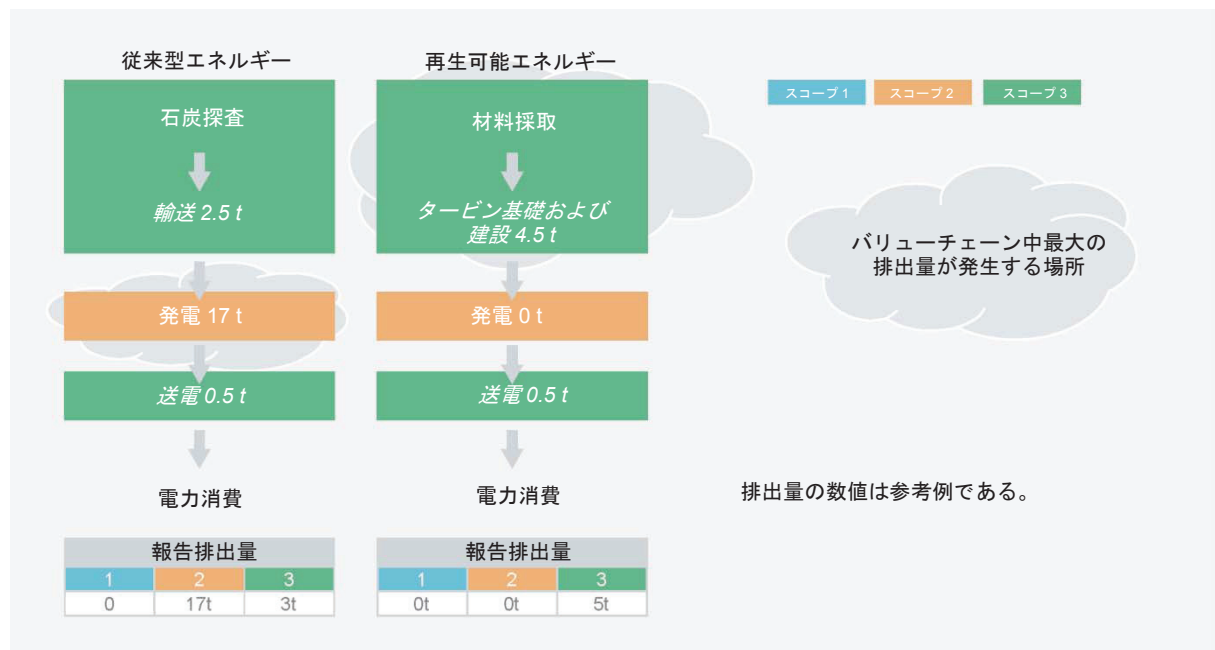 従来型エネルギー
石炭探査
輸送 2.5 t
発電 17 t
送電 0.5 t
電力消費
報告排出量
1 2 3
0 17t 3t
再生可能エネルギー
材料採取
タービン基礎および
建設 4.5 t
発電 0 t
送電 0.5 t
電力消費
報告排出量
1 2 3
0t 0t 5t
スコープ 1 スコープ 2 スコープ 3
バリューチェーン中最大の
排出量が発生する場所
排出量の数値は参考例である。